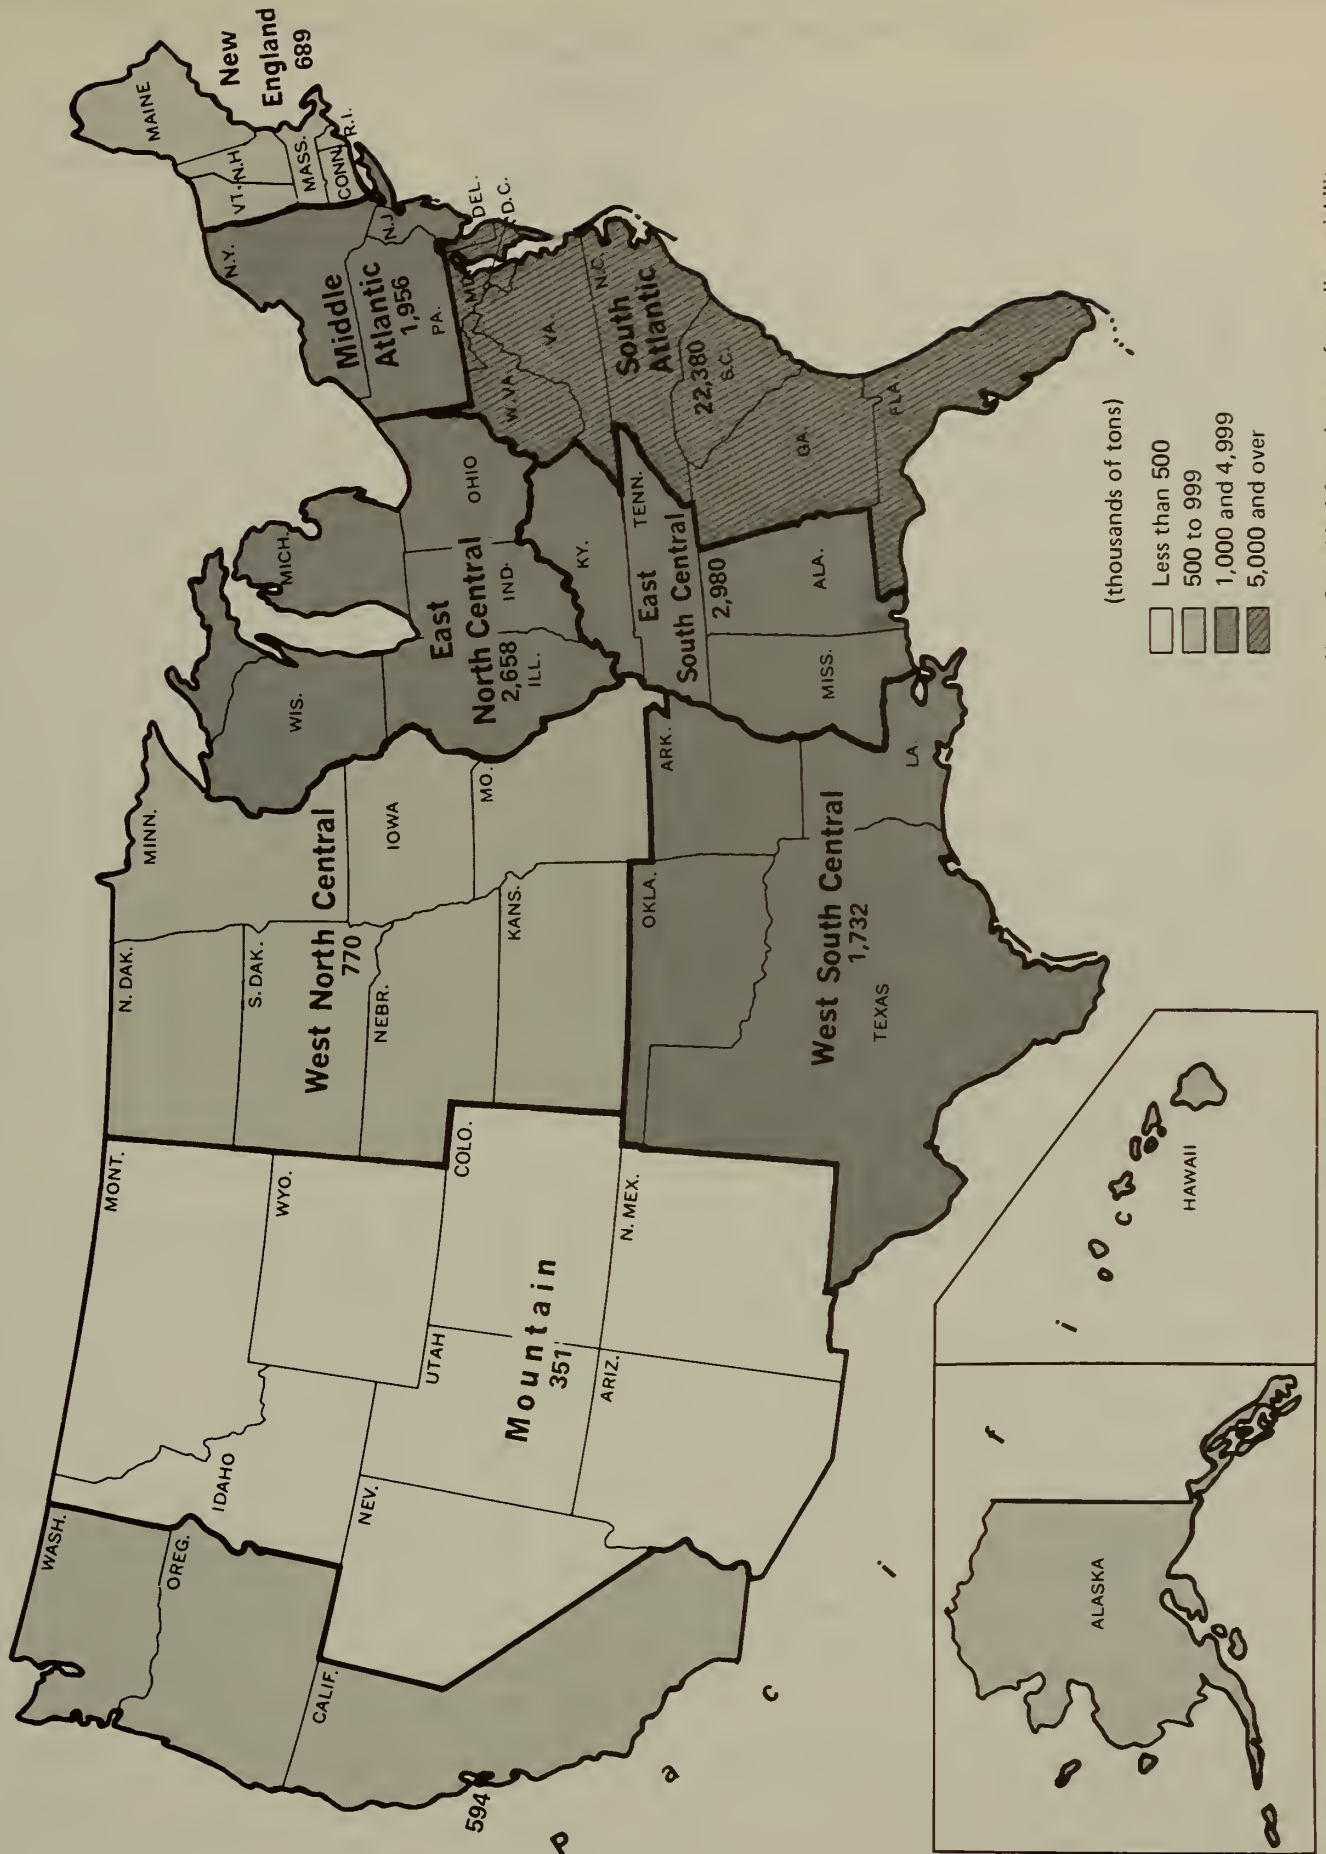 WASH.
MONT.
N. DAK.
MINN.
OREG.
IDAHO
WYO.
S. DAK.
WIS.
MICH.
N.Y.
VT.
N.H
MAINE
New
England
689
MASS.
CONN.
R.I.
West North Central
770
NEBR.
IOWA
East
North Central
2,658
ILL.
IND.
OHIO
Middle
Atlantic
1,956
PA.
N.J
CALIF.
NEV.
UTAH
COLO.
KANS.
MO.
KY.
W.VA.
VA.
MD.
DEL.
D.C.
594
Mountain
351
ARIZ.
N. MEX.
OKLA.
ARK.
East
South Central
2,980
TENN.
N.C.
South
Atlantic
22,380
S.C.
West South Central
1,732
TEXAS
LA.
MISS.
ALA.
GA.
FLA.
P
a
c
i
f
i
c
ALASKA
HAWAII
(thousands of tons)
Less than 500
500 to 999
1,000 and 4,999
5,000 and over